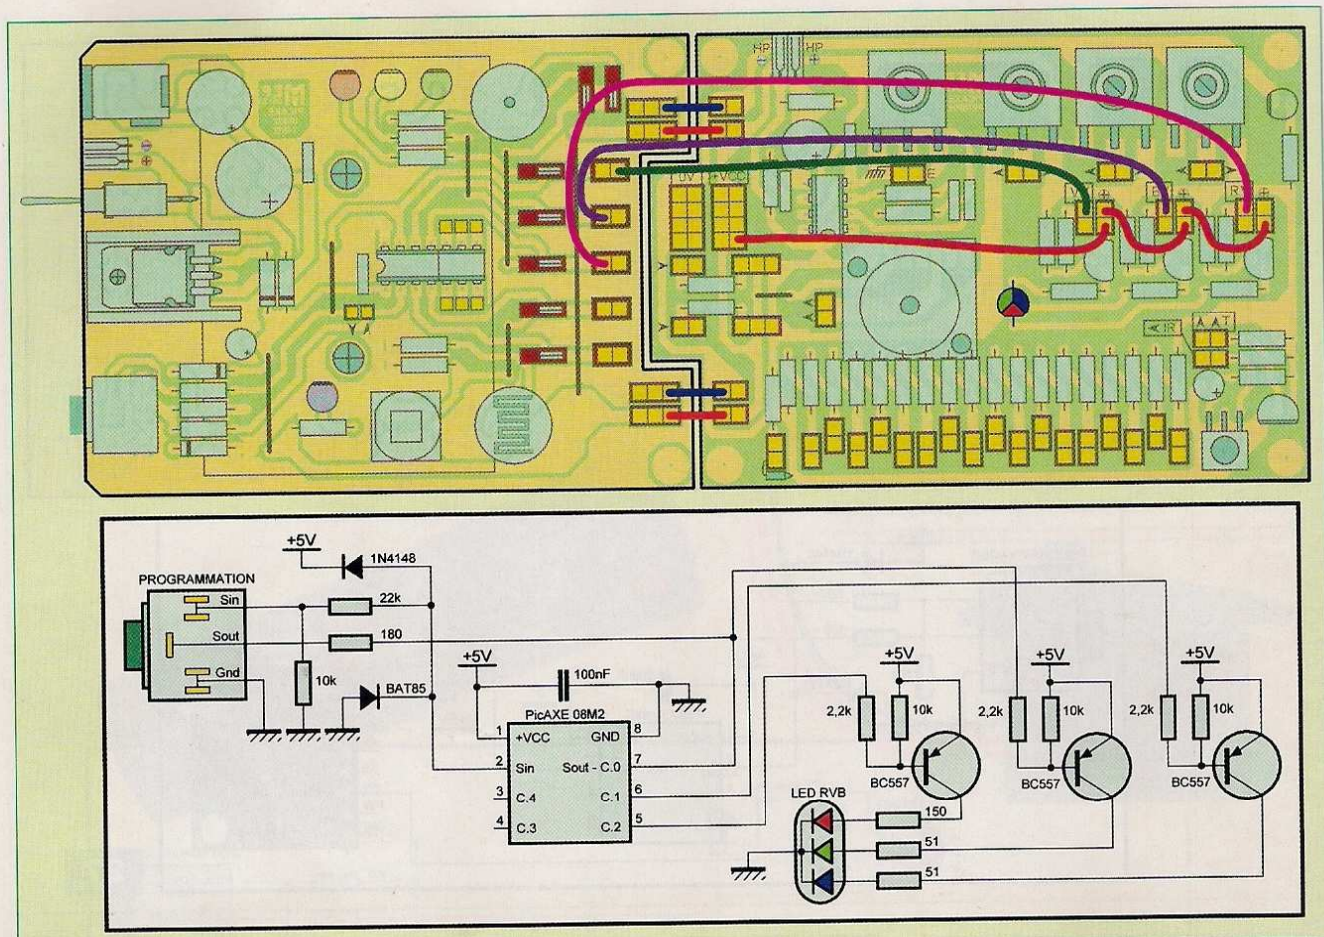 HP HP
0V +VCC
E
V +
R +
Y A
IR
A A T
+5V
1N4148
PROGRAMMATION
Sin
22k
Sout
180
Gnd
10k
BAT85
+5V
100nF
PicAXE 08M2
1 +VCC GND 8
2 Sin Sout - C.0 7
3 C.4 C.1 6
4 C.3 C.2 5
+5V
+5V
+5V
2,2k
10k
2,2k
10k
2,2k
10k
BC557
BC557
BC557
LED RVB
150
51
51